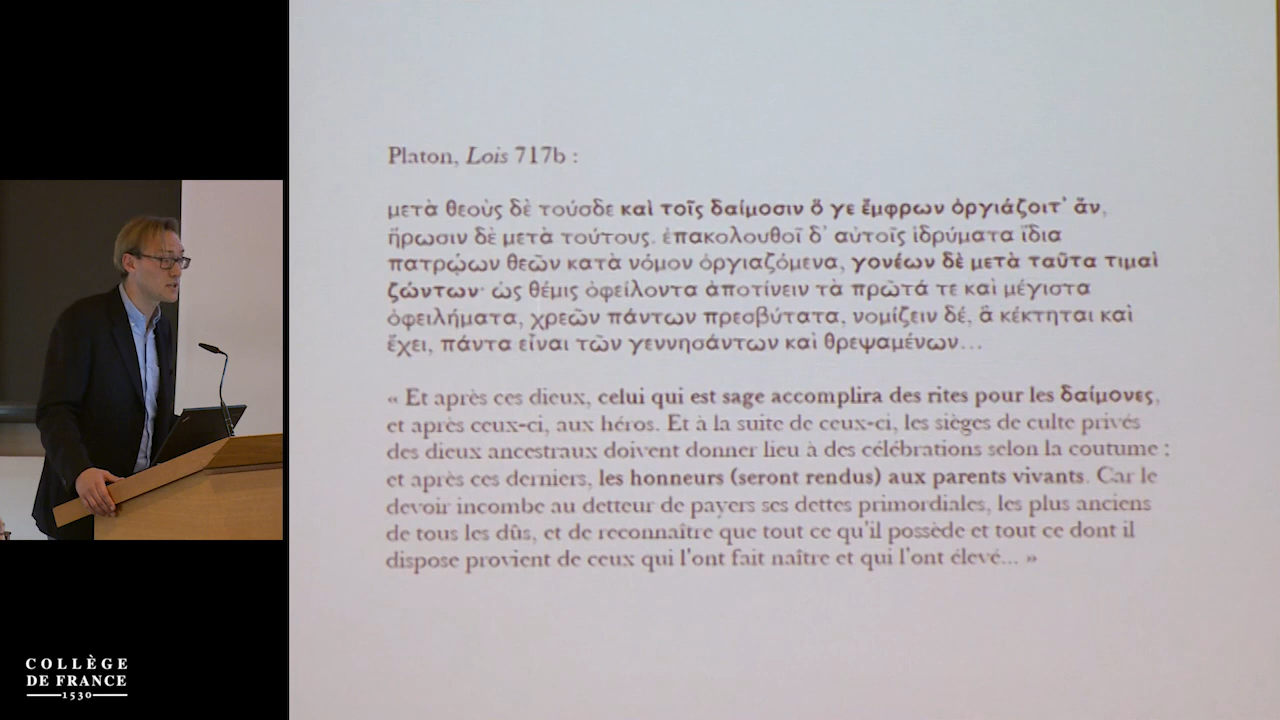 Platon, Lois 717b :
μετὰ θεοὺς δὲ τούσδε καὶ τοῖς δαίμοσιν ὅ γε ἔμφρων ὀργιάζοιτ' ἄν,
ἥρωσιν δὲ μετὰ τούτους. ἐπακολουθοῖ δ' αὐτοῖς ἱδρύματα ἴδια
πατρῴων θεῶν κατὰ νόμον ὀργιαζόμενα, γονέων δὲ μετὰ ταῦτα τιμαὶ
ζώντων· ὡς θέμις ὀφείλοντα ἀποτίνειν τὰ πρῶτά τε καὶ μέγιστα
ὀφειλήματα, χρεῶν πάντων πρεσβύτατα, νομίζειν δέ, ἃ κέκτηται καὶ
ἔχει, πάντα εἶναι τῶν γεννησάντων καὶ θρεψαμένων…
« Et après ces dieux, celui qui est sage accomplira des rites pour les δαίμονες,
et après ceux-ci, aux héros. Et à la suite de ceux-ci, les sièges de culte privés
des dieux ancestraux doivent donner lieu à des célébrations selon la coutume ;
et après ces derniers, les honneurs (seront rendus) aux parents vivants. Car le
devoir incombe au detteur de payers ses dettes primordiales, les plus anciens
de tous les dûs, et de reconnaître que tout ce qu'il possède et tout ce dont il
dispose provient de ceux qui l'ont fait naître et qui l'ont élevé... »
COLLÈGE
DE FRANCE
1530